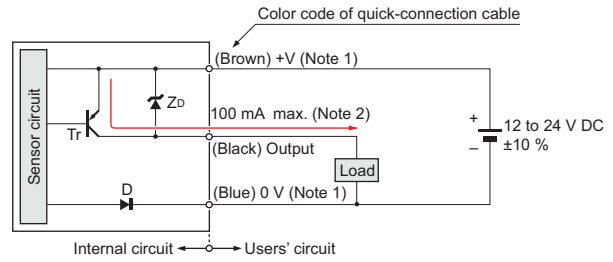 Color code of quick-connection cable
(Brown) +V (Note 1)
ZD
100 mA max. (Note 2)
Sensor circuit
Tr
+
12 to 24 V DC
±10 %
–
(Black) Output
Load
D
(Blue) 0 V (Note 1)
Internal circuit
Users' circuit